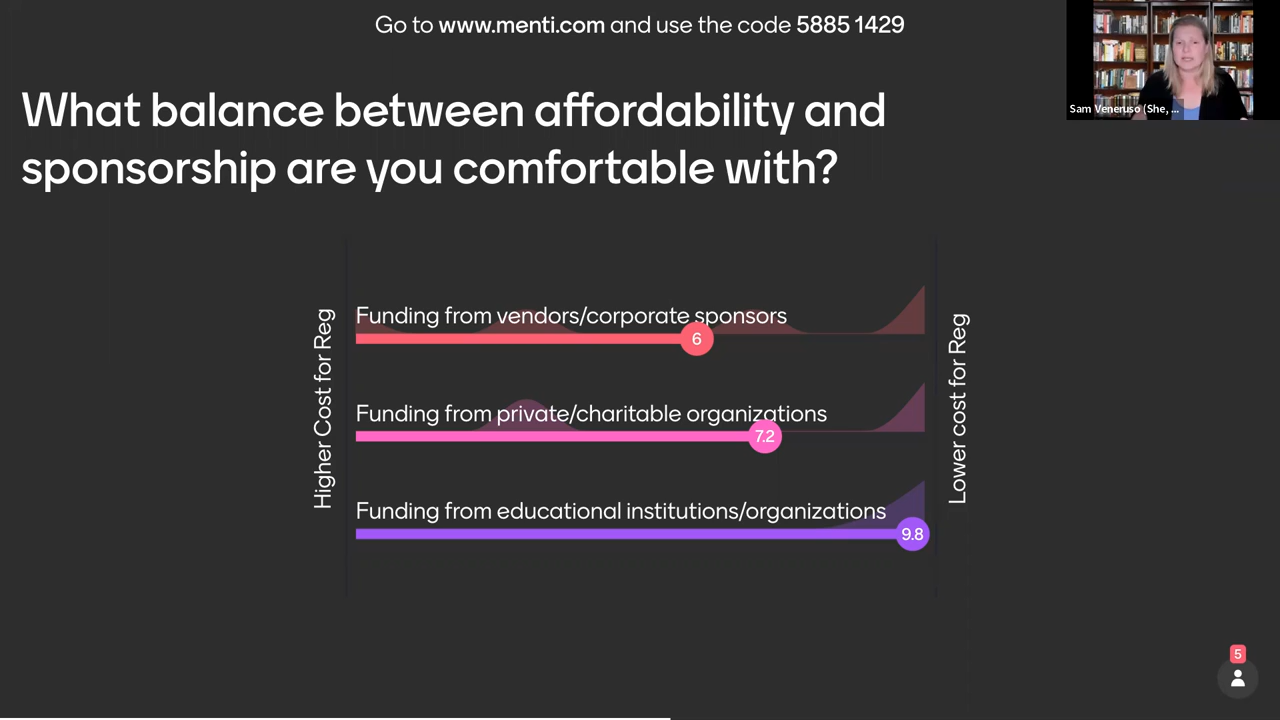 Go to www.menti.com and use the code 5885 1429
Sam Veneruso (She, ...
What balance between affordability and
sponsorship are you comfortable with?
Higher Cost for Reg
Funding from vendors/corporate sponsors
6
Funding from private/charitable organizations
7.2
Funding from educational institutions/organizations
9.8
Lower cost for Reg
5